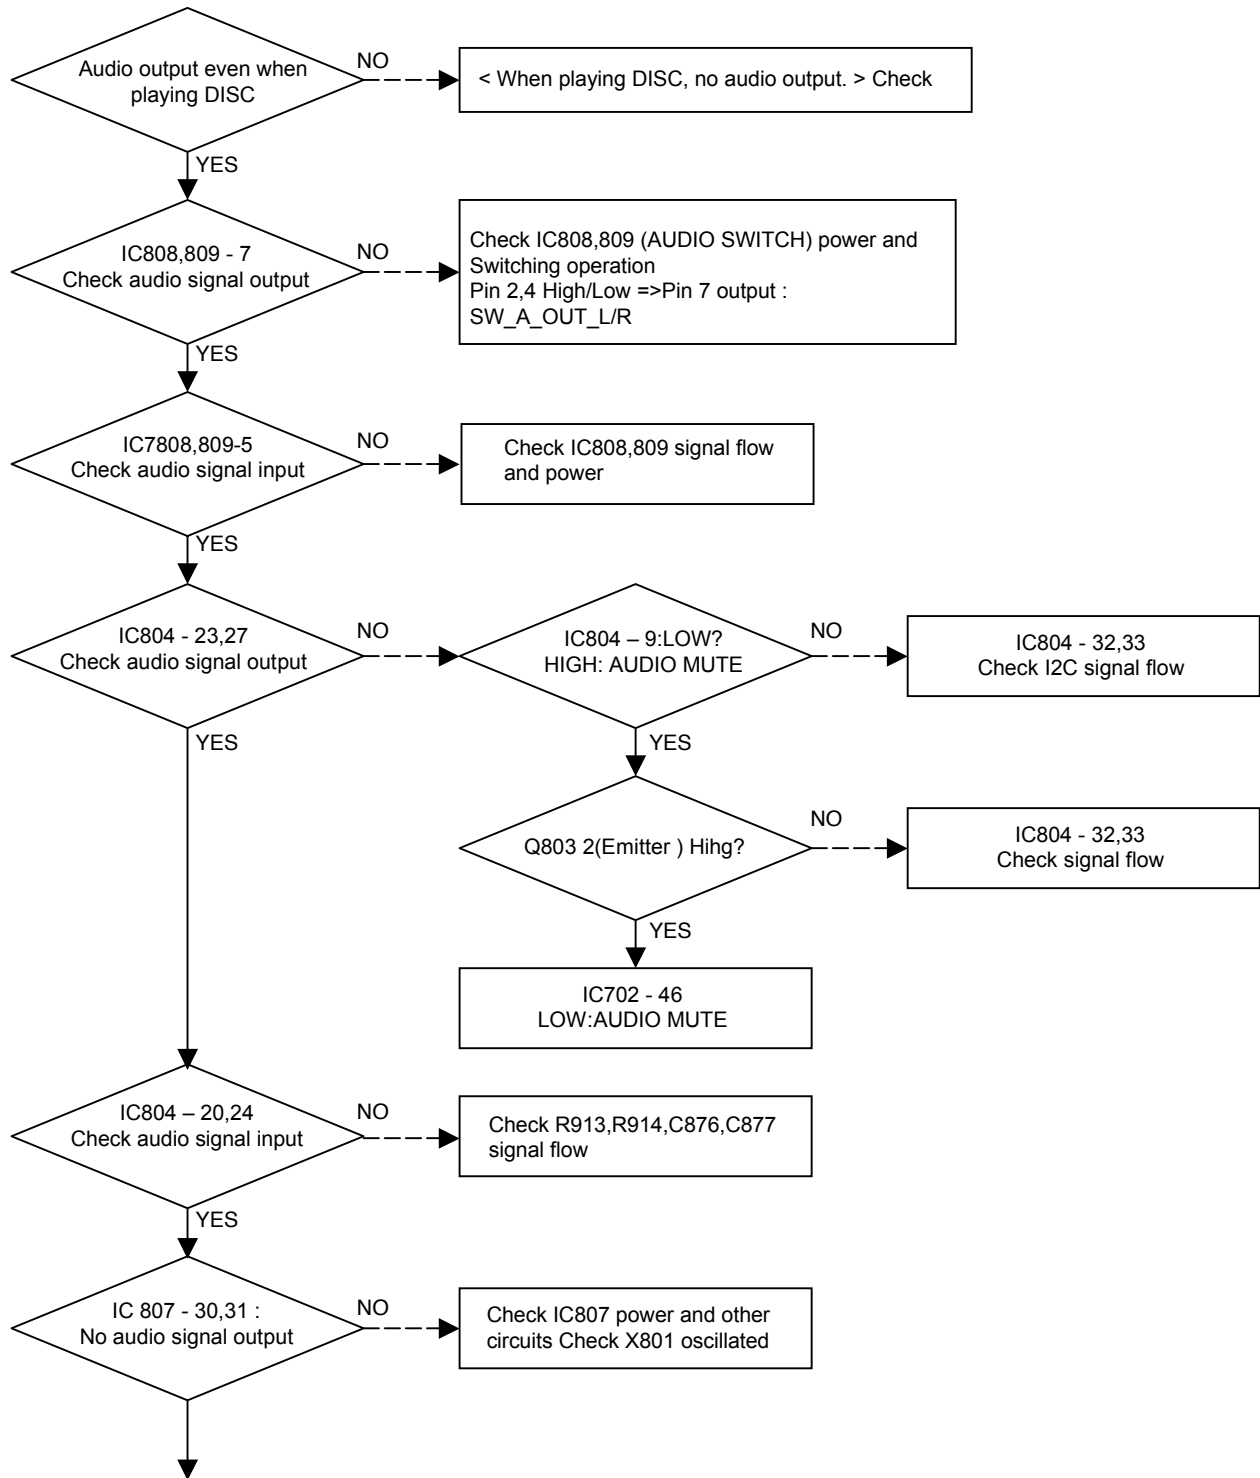 Audio output even when
playing DISC
NO
< When playing DISC, no audio output. > Check
YES
IC808,809 - 7
Check audio signal output
NO
Check IC808,809 (AUDIO SWITCH) power and
Switching operation
Pin 2,4 High/Low =>Pin 7 output :
SW_A_OUT_L/R
YES
IC7808,809-5
Check audio signal input
NO
Check IC808,809 signal flow
and power
YES
IC804 - 23,27
Check audio signal output
NO
IC804 – 9:LOW?
HIGH: AUDIO MUTE
NO
IC804 - 32,33
Check I2C signal flow
YES
YES
Q803 2(Emitter ) Hihg?
NO
IC804 - 32,33
Check signal flow
YES
IC702 - 46
LOW:AUDIO MUTE
IC804 – 20,24
Check audio signal input
NO
Check R913,R914,C876,C877
signal flow
YES
IC 807 - 30,31 :
No audio signal output
NO
Check IC807 power and other
circuits Check X801 oscillated